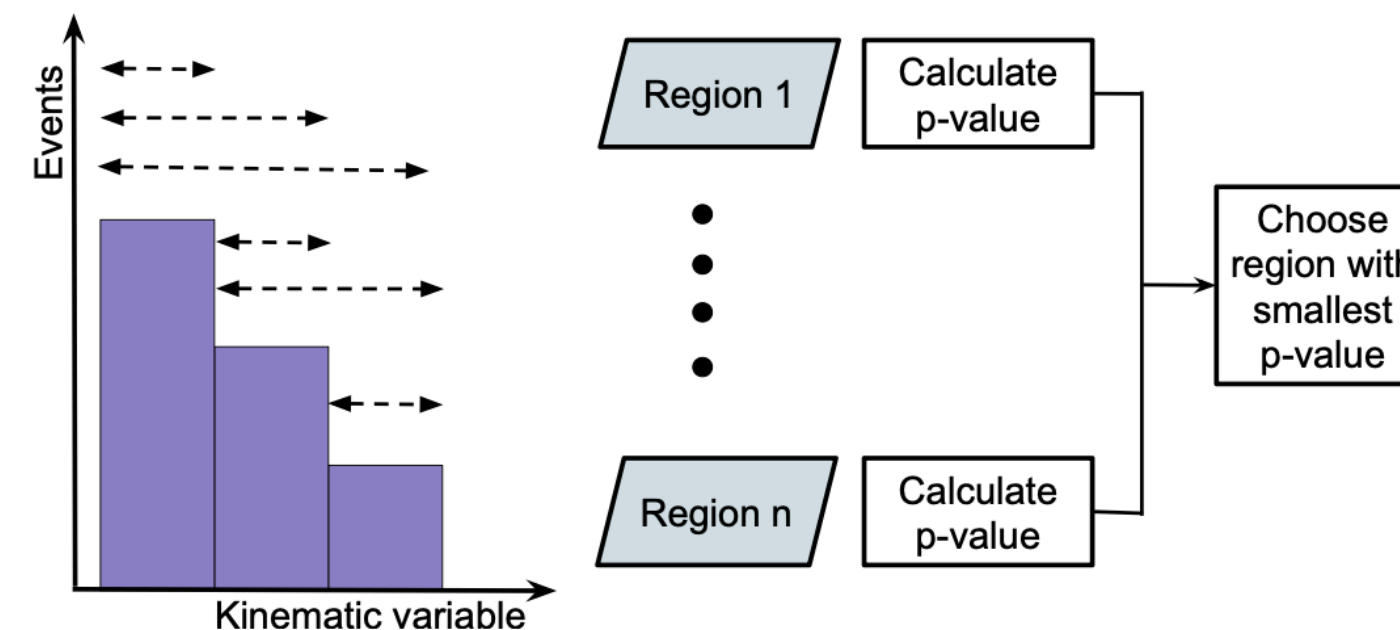 Events
Kinematic variable
Region 1
Calculate
p-value
Region n
Calculate
p-value
Choose
region with
smallest
p-value